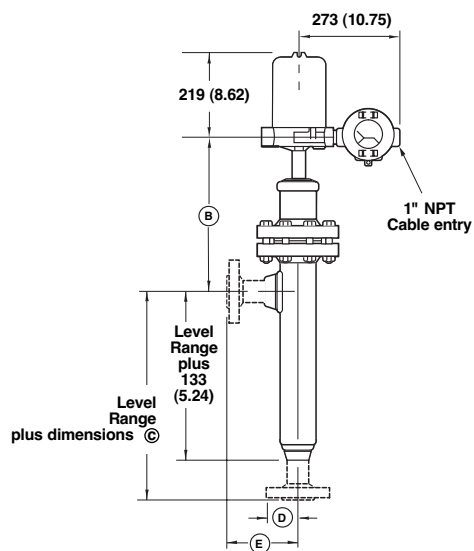 273 (10.75)
219 (8.62)
1" NPT
Cable entry
B
Level
Range
plus
133
(5.24)
Level
Range
plus dimensions Ⓒ
D
E